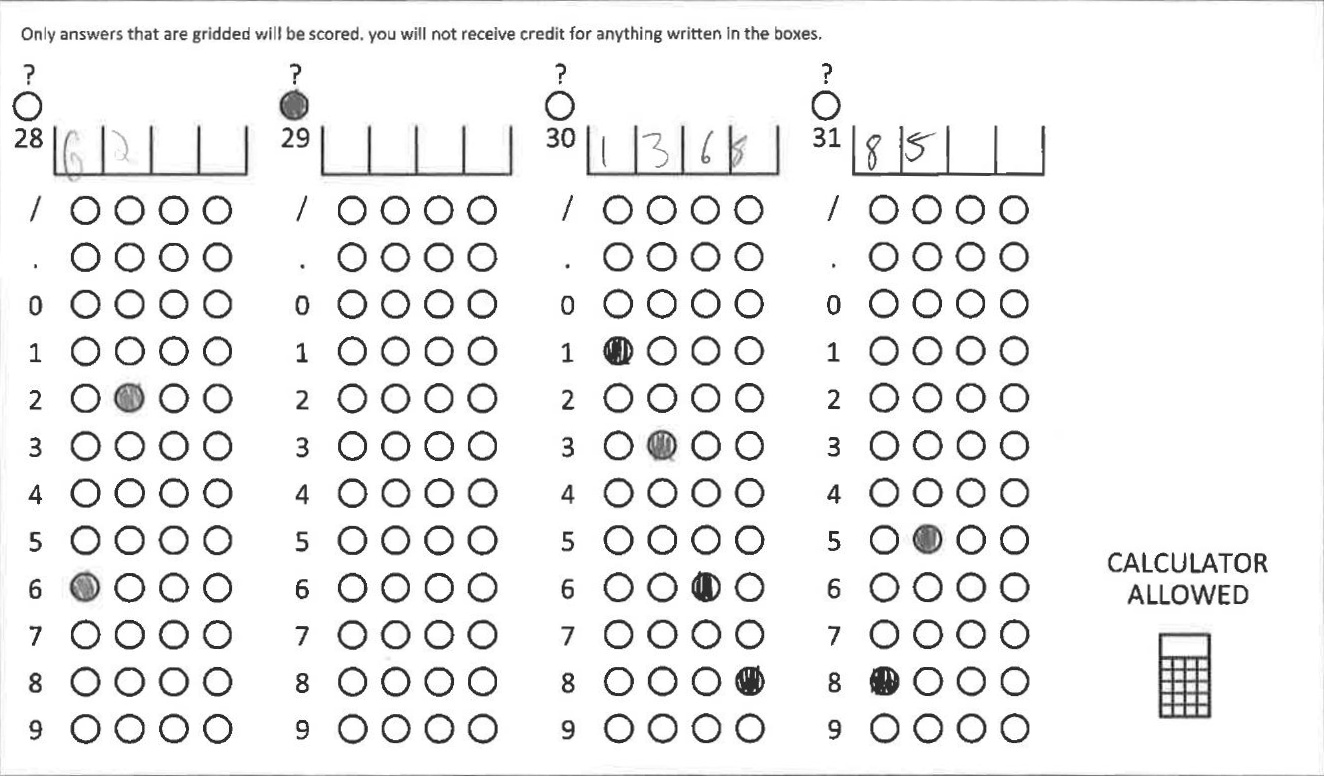 Only answers that are gridded will be scored. you will not receive credit for anything written in the boxes.
? ? ? ?
28 6 2 29 30 1 3 6 8 31 8 5
/ / / /
. . . .
0 0 0 0
1 1 1 1
2 2 2 2
3 3 3 3
4 4 4 4
5 5 5 5
6 6 6 6
7 7 7 7
8 8 8 8
9 9 9 9
CALCULATOR
ALLOWED